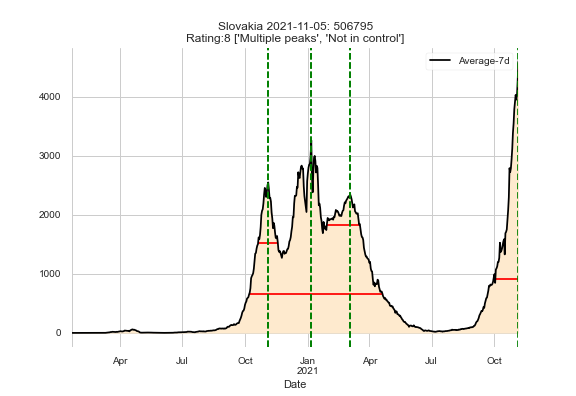 Slovakia 2021-11-05: 506795
Rating:8 ['Multiple peaks', 'Not in control']
Average-7d
4000
3000
2000
1000
0
Apr Jul Oct Jan Apr Jul Oct
2021
Date